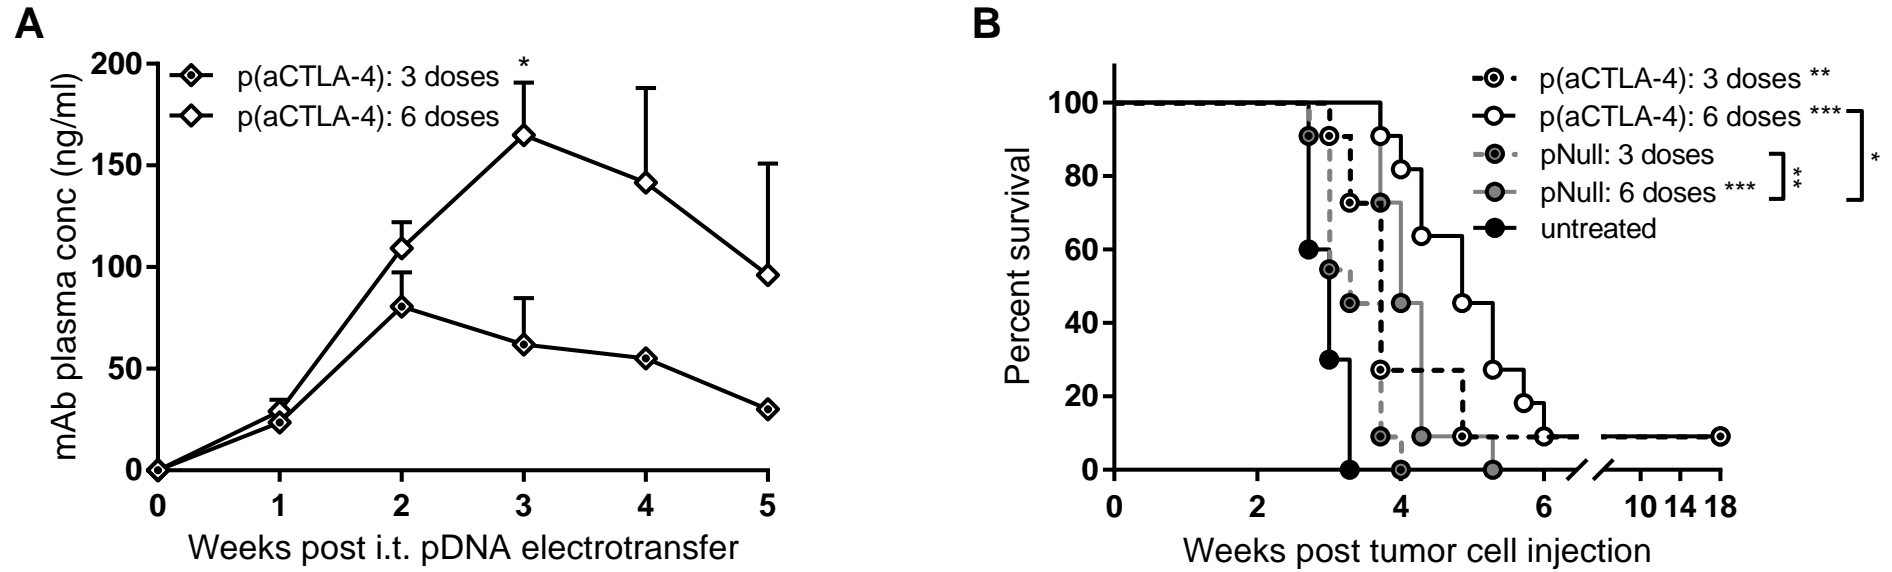 A
mAb plasma conc (ng/ml)
200
150
100
50
0
p(aCTLA-4): 3 doses
p(aCTLA-4): 6 doses
*
0 1 2 3 4 5
Weeks post i.t. pDNA electrotransfer
B
Percent survival
100
80
60
40
20
0
p(aCTLA-4): 3 doses **
p(aCTLA-4): 6 doses ***
pNull: 3 doses
pNull: 6 doses ***
untreated
**
*
0 2 4 6 10 14 18
Weeks post tumor cell injection